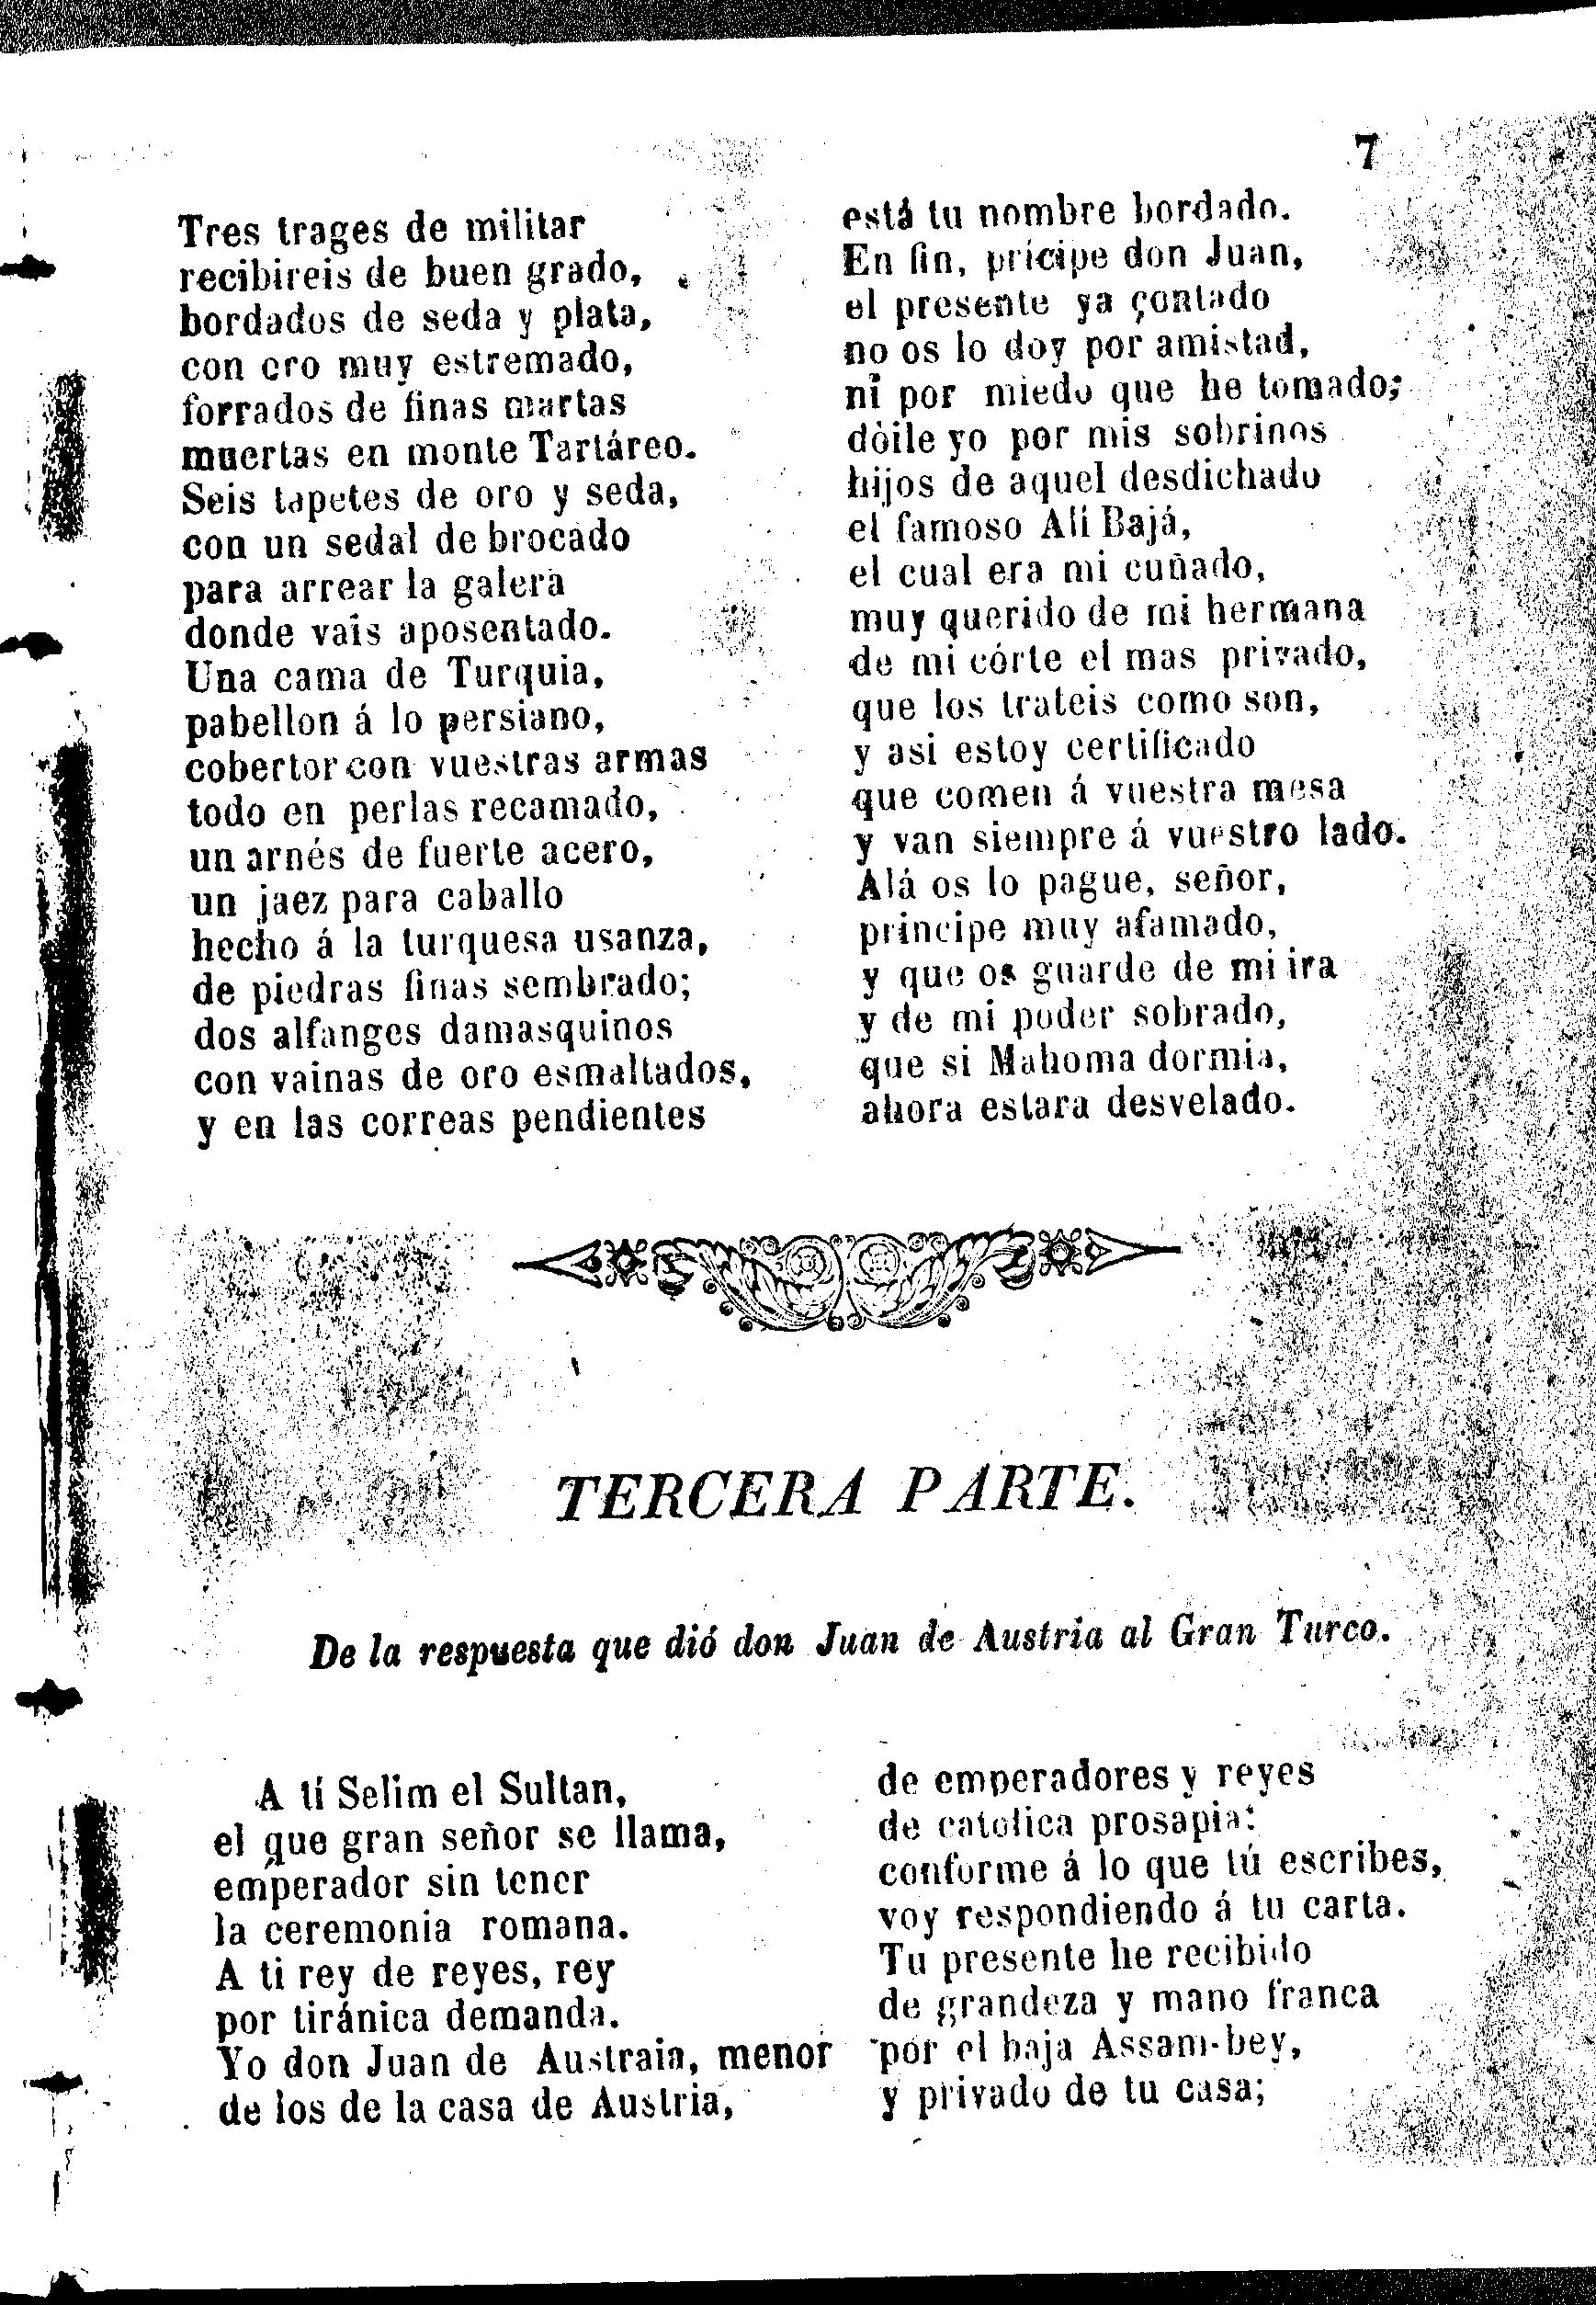 7
Tres trages de militar
recibireis de buen grado,
bordados de seda y plata,
con oro muy estremado,
forrados de finas martas
muertas en monte Tartáreo.
Seis tapetes de oro y seda,
con un sedal de brocado
para arrear la galera
donde vais aposentado.
Una cama de Turquia,
pabellon á lo persiano,
cobertor con vuestras armas
todo en perlas recamado,
un arnés de fuerte acero,
un jaez para caballo
hecho á la turquesa usanza,
de piedras finas sembrado;
dos alfanges damasquinos
con vainas de oro esmaltados,
y en las correas pendientes
está tu nombre bordado.
En fin, prícipe don Juan,
el presente ya contado
no os lo doy por amistad,
ni por miedo que he tomado;
dòile yo por mis sobrinos
hijos de aquel desdichado
el famoso Alí Bajá,
el cual era mi cuñado,
muy querido de mi hermana
de mi córte el mas privado,
que los trateis como son,
y asi estoy certificado
que comen á vuestra mesa
y van siempre á vuestro lado.
Alá os lo pague, señor,
principe muy afamado,
y que os guarde de mi ira
y de mi poder sobrado,
que si Mahoma dormia,
ahora estara desvelado.
TERCERA PARTE.
De la respuesta que dió don Juan de Austria al Gran Turco.
A tí Selim el Sultan,
el que gran señor se llama,
emperador sin tener
la ceremonia romana.
A ti rey de reyes, rey
por tiránica demanda.
Yo don Juan de Austraia, menor
de los de la casa de Austria,
de emperadores y reyes
de catolica prosapia:
conforme á lo que tú escribes,
voy respondiendo á tu carta.
Tu presente he recibido
de grandeza y mano franca
por el baja Assam-bey,
y privado de tu casa;